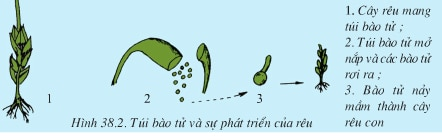 1. Cây rêu mang
túi bào tử ;
2. Túi bào tử mở
nắp và các bào tử
rơi ra ;
3. Bào tử nảy
mầm thành cây
rêu con
1
2
3
Hình 38.2. Túi bào tử và sự phát triển của rêu